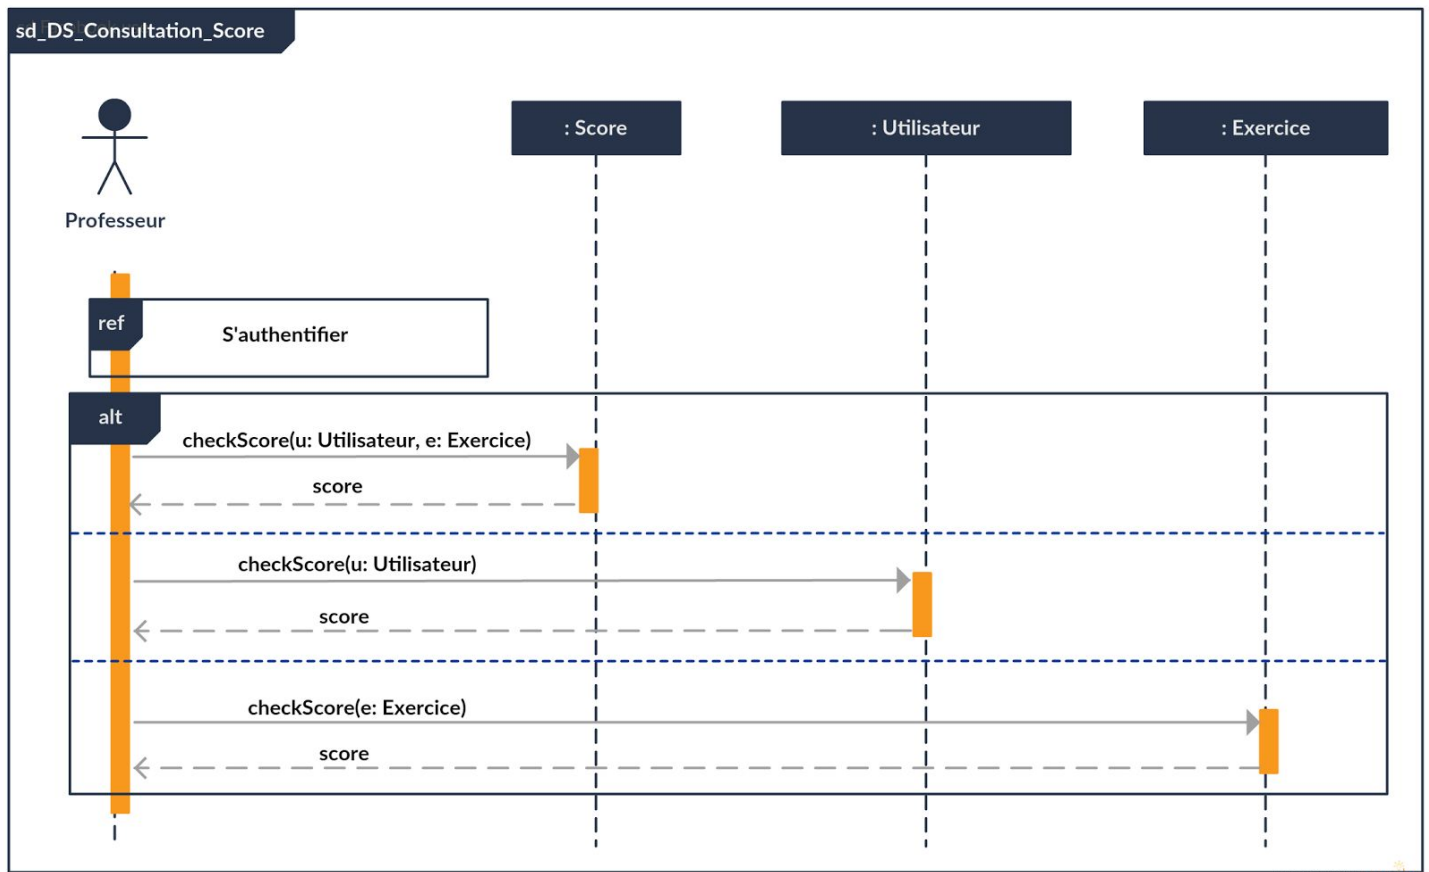 sd_DS_Consultation_Score
: Score
: Utilisateur
: Exercice
Professeur
ref
S'authentifier
alt
checkScore(u: Utilisateur, e: Exercice)
score
checkScore(u: Utilisateur)
score
checkScore(e: Exercice)
score